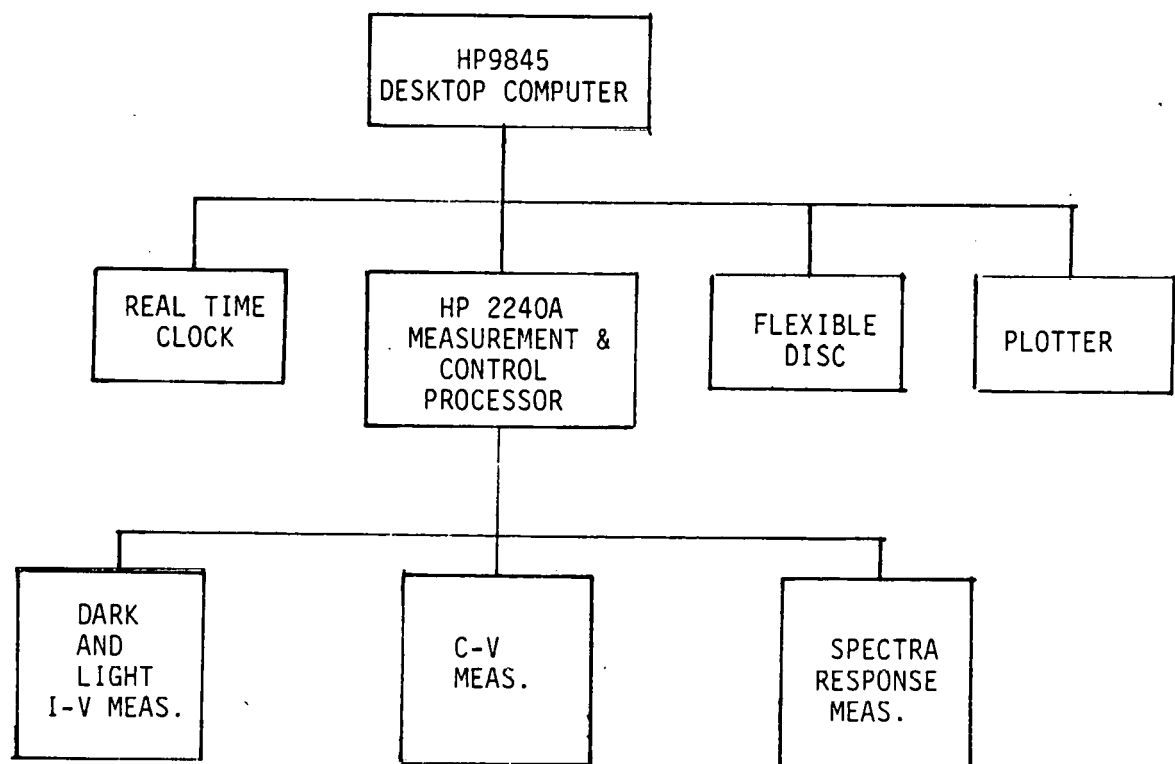 HP9845
DESKTOP COMPUTER
REAL TIME
CLOCK
HP 2240A
MEASUREMENT &
CONTROL
PROCESSOR
FLEXIBLE
DISC
PLOTTER
DARK
AND
LIGHT
I-V MEAS.
C-V
MEAS.
SPECTRA
RESPONSE
MEAS.